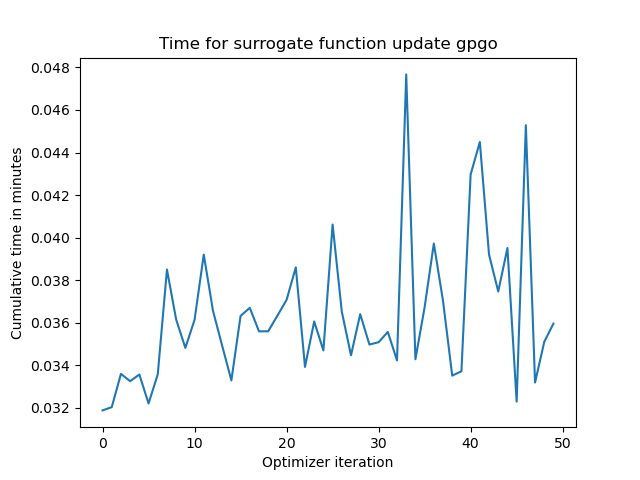 Time for surrogate function update gpgo
0.048
0.046
0.044
0.042
0.040
0.038
0.036
0.034
0.032
Cumulative time in minutes
0 10 20 30 40 50
Optimizer iteration